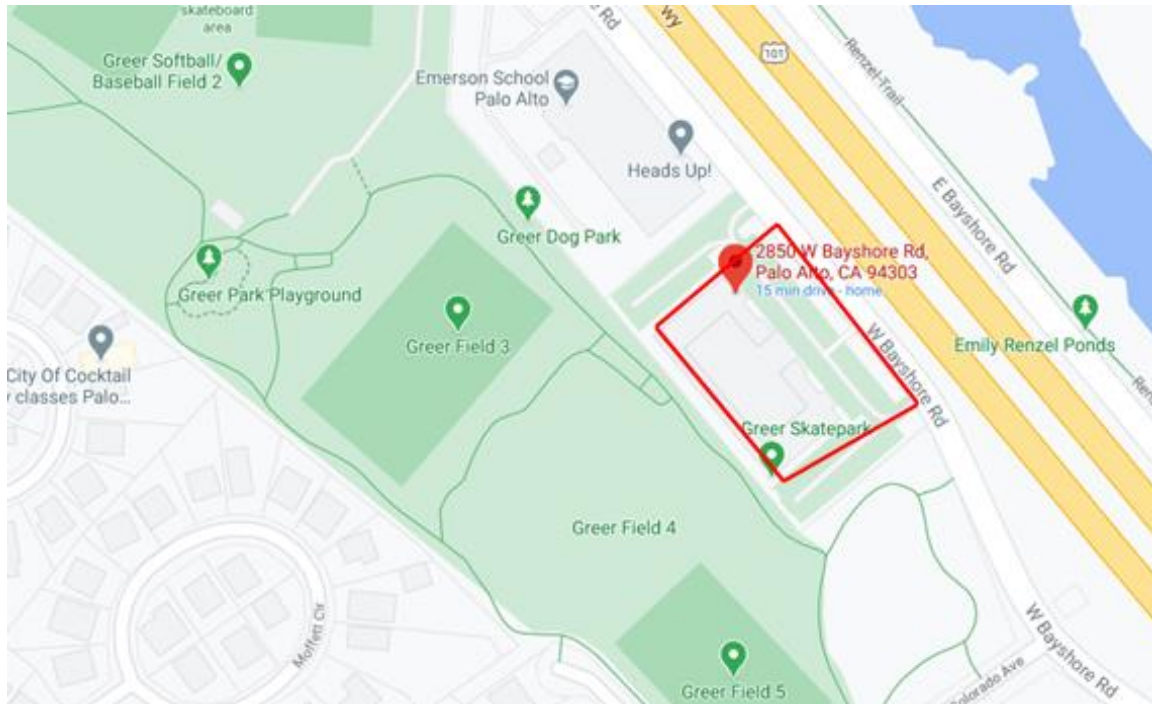 skateboard
area
Greer Softball/
Baseball Field 2
Emerson School
Palo Alto
Heads Up!
e Rd
wy
101
Renzel-Trail
E Bayshore Rd
Greer Dog Park
2850 W Bayshore Rd,
Palo Alto, CA 94303
15 min drive - home
Greer Park Playground
Greer Field 3
Emily Renzel Ponds
W Bayshore Rd
Ren
City Of Cocktail
y classes Palo...
Greer Skatepark
Greer Field 4
Moffett Cir
Greer Field 5
W Bayshore Rd
Colorado Ave